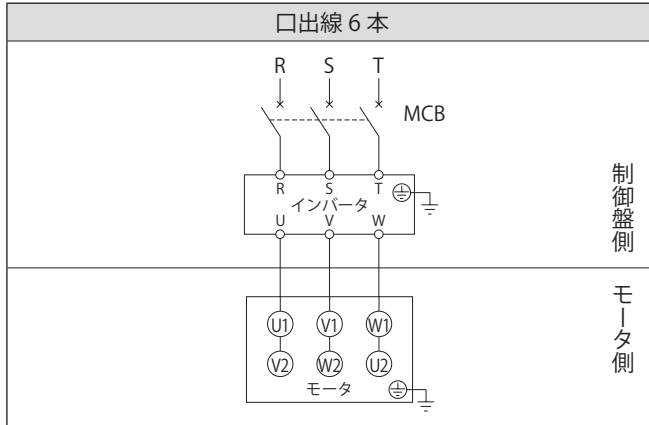 口出線6本
R S T
MCB
R S T
インバータ
U V W
制御盤側
U1 V1 W1
V2 W2 U2
モータ
モータ側